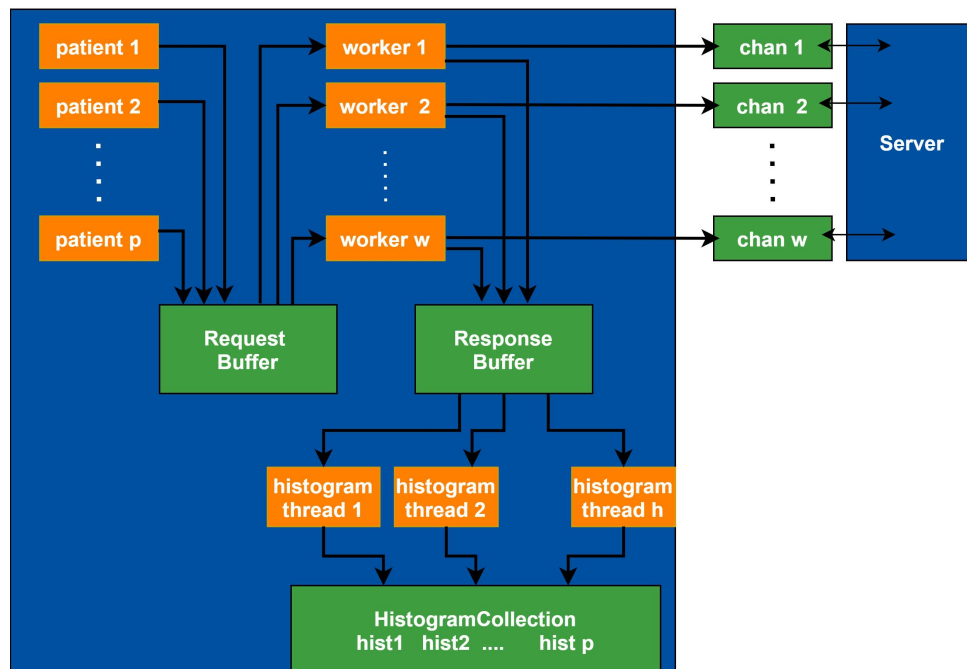 patient 1
worker 1
chan 1
patient 2
worker 2
chan 2
Server
patient p
worker w
chan w
Request
Buffer
Response
Buffer
histogram
thread 1
histogram
thread 2
histogram
thread h
HistogramCollection
hist1 hist2 .... hist p